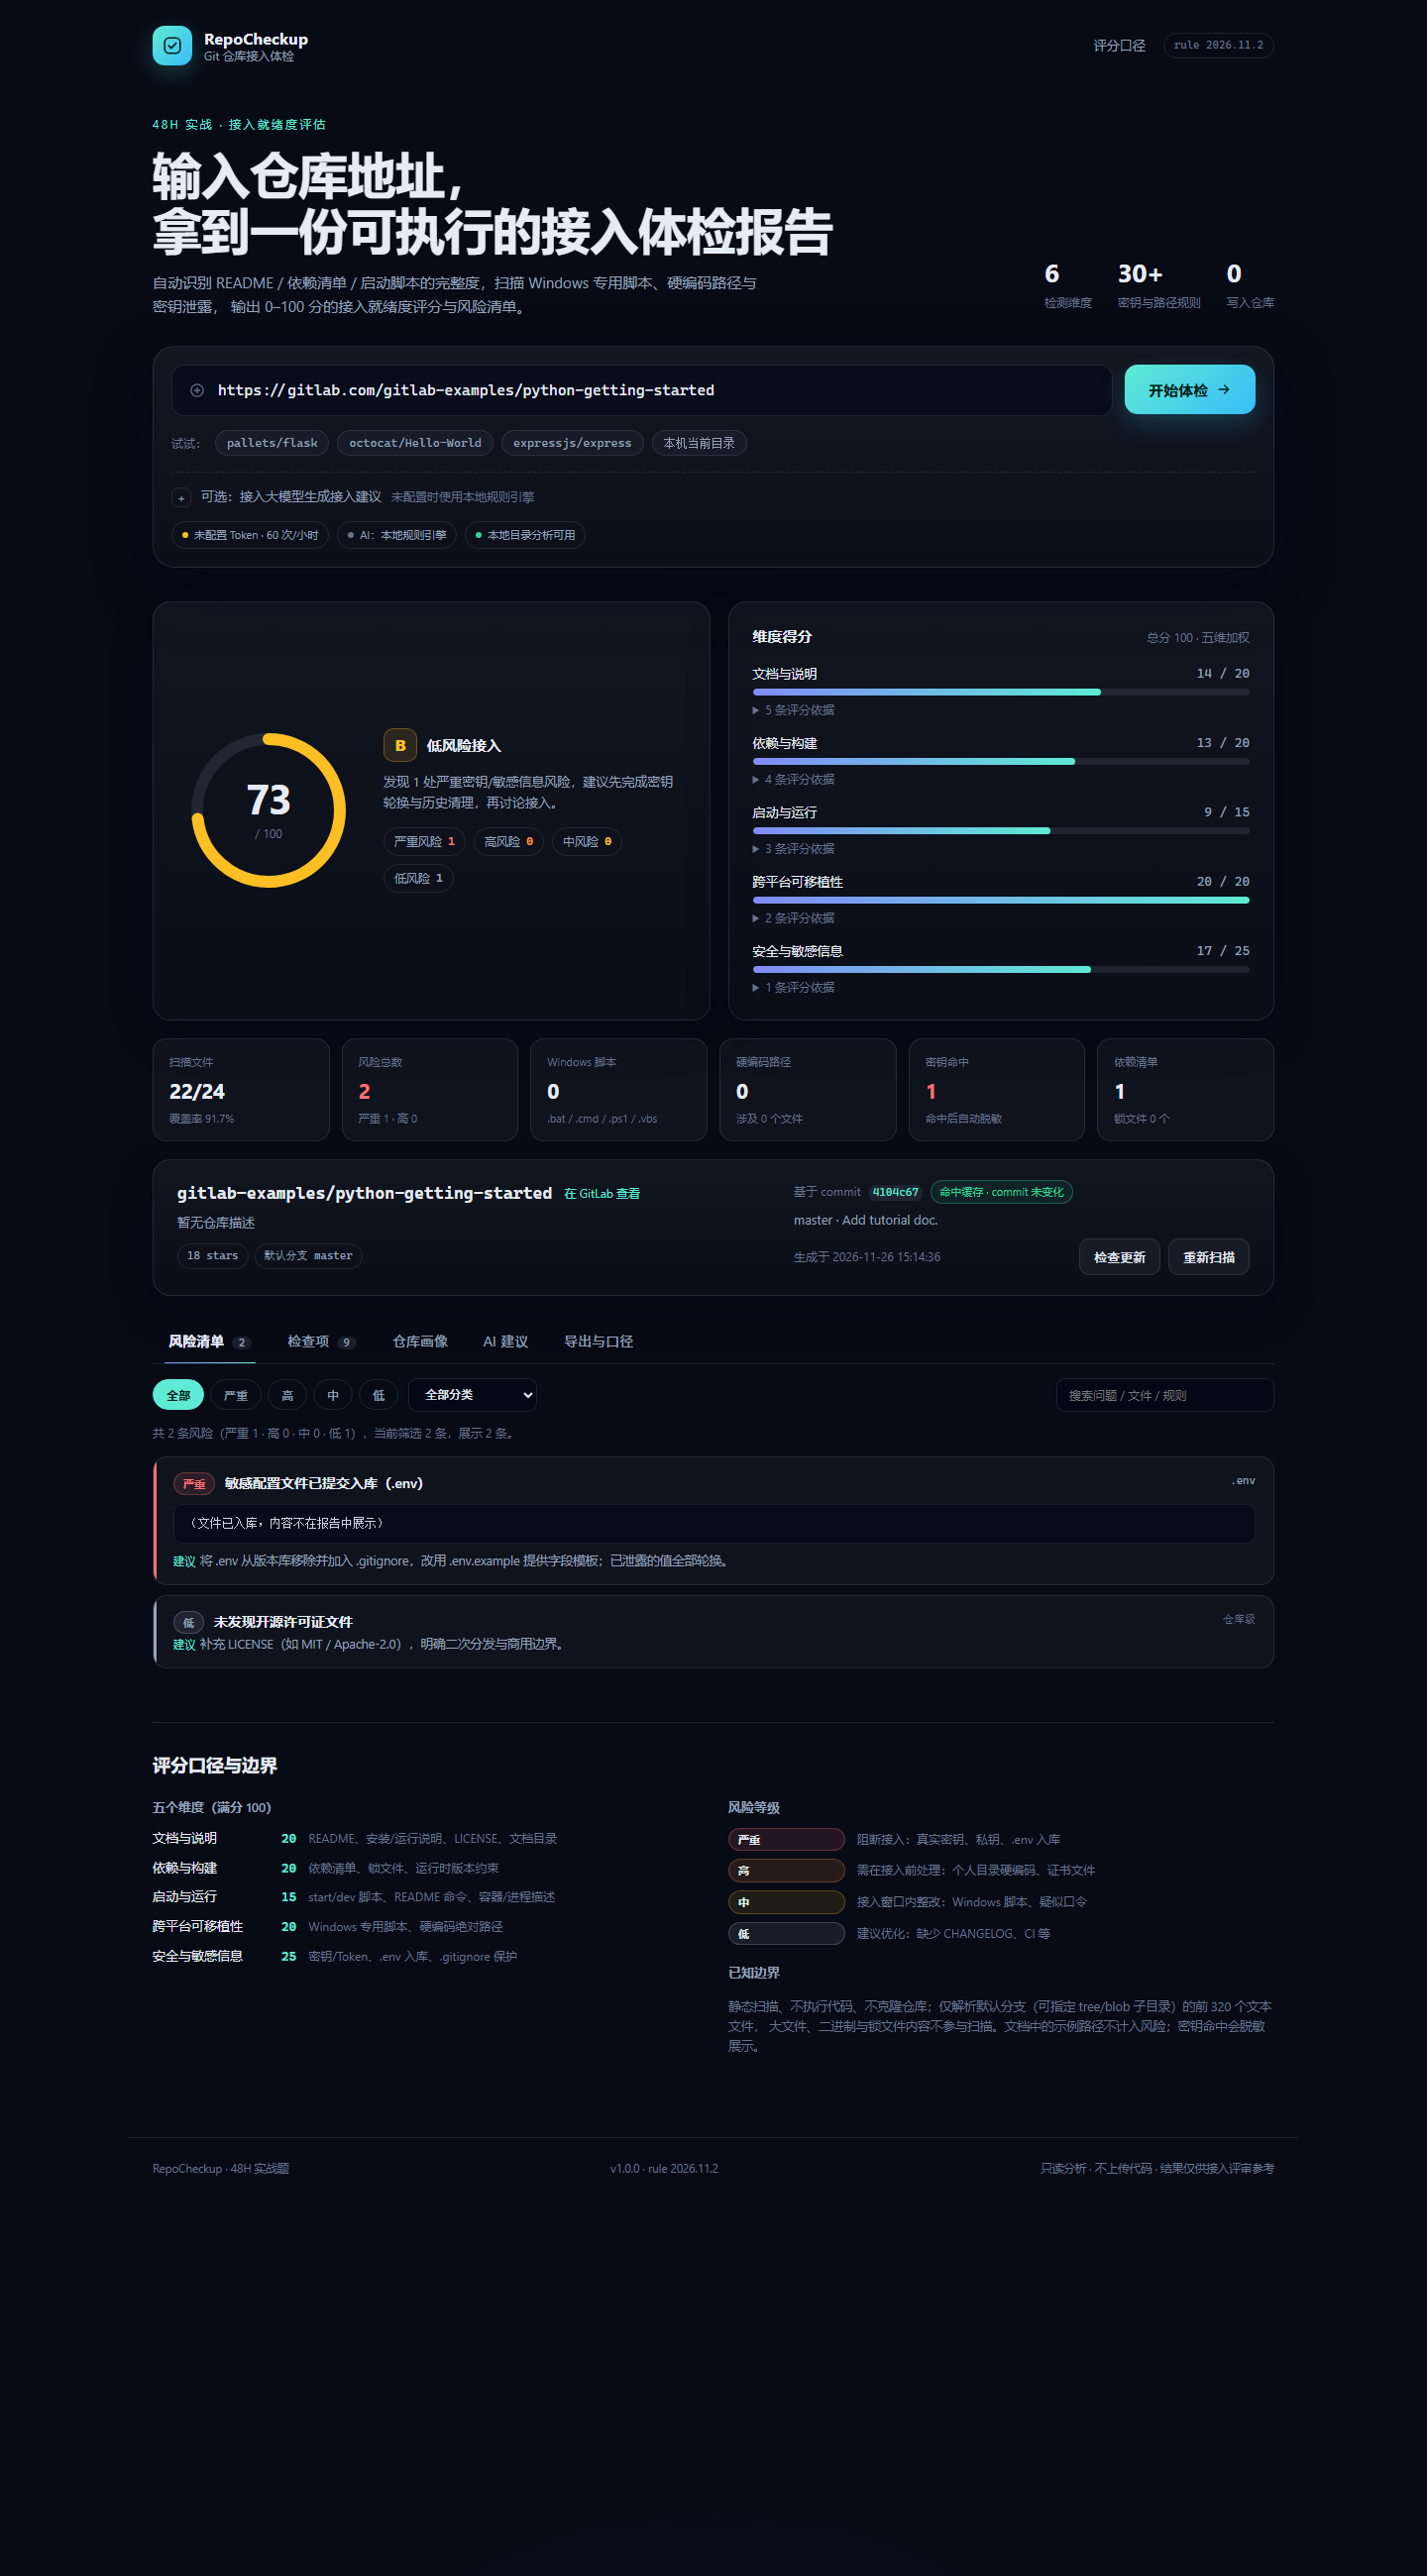 RepoCheckup
Git 仓库接入体检
评分口径
rule 2026.11.2
48H 实战 · 接入就绪度评估
输入仓库地址，
拿到一份可执行的接入体检报告
自动识别 README / 依赖清单 / 启动脚本的完整度，扫描 Windows 专用脚本、硬编码路径与
密钥泄露， 输出 0–100 分的接入就绪度评分与风险清单。
6
检测维度
30+
密钥与路径规则
0
写入仓库
https://gitlab.com/gitlab-examples/python-getting-started
开始体检 →
试试：
pallets/flask
octocat/Hello-World
expressjs/express
本机当前目录
+ 可选：接入大模型生成接入建议 未配置时使用本地规则引擎
未配置 Token · 60 次/小时
AI：本地规则引擎
本地目录分析可用
73
/ 100
B 低风险接入
发现 1 处严重密钥/敏感信息风险，建议先完成密钥
轮换与历史清理，再讨论接入。
严重风险 1
高风险 0
中风险 0
低风险 1
维度得分
总分 100 · 五维加权
文档与说明 14 / 20
▶ 5 条评分依据
依赖与构建 13 / 20
▶ 4 条评分依据
启动与运行 9 / 15
▶ 3 条评分依据
跨平台可移植性 20 / 20
▶ 2 条评分依据
安全与敏感信息 17 / 25
▶ 1 条评分依据
扫描文件
22/24
覆盖率 91.7%
风险总数
2
严重 1 · 高 0
Windows 脚本
0
.bat / .cmd / .ps1 / .vbs
硬编码路径
0
涉及 0 个文件
密钥命中
1
命中后自动脱敏
依赖清单
1
锁文件 0 个
gitlab-examples/python-getting-started 在 GitLab 查看
暂无仓库描述
18 stars
默认分支 master
基于 commit 4104c67 命中缓存 · commit 未变化
master · Add tutorial doc.
生成于 2026-11-26 15:14:36
检查更新
重新扫描
风险清单 2
检查项 9
仓库画像
AI 建议
导出与口径
全部
严重
高
中
低
全部分类
搜索问题 / 文件 / 规则
共 2 条风险（严重 1 · 高 0 · 中 0 · 低 1），当前筛选 2 条，展示 2 条。
严重 敏感配置文件已提交入库（.env）
.env
（文件已入库，内容不在报告中展示）
建议 将 .env 从版本库移除并加入 .gitignore，改用 .env.example 提供字段模板；已泄露的值全部轮换。
低 未发现开源许可证文件
仓库级
建议 补充 LICENSE（如 MIT / Apache-2.0），明确二次分发与商用边界。
评分口径与边界
五个维度（满分 100）
文档与说明 20 README、安装/运行说明、LICENSE、文档目录
依赖与构建 20 依赖清单、锁文件、运行时版本约束
启动与运行 15 start/dev 脚本、README 命令、容器/进程描述
跨平台可移植性 20 Windows 专用脚本、硬编码绝对路径
安全与敏感信息 25 密钥/Token、.env 入库、.gitignore 保护
风险等级
严重 阻断接入：真实密钥、私钥、.env 入库
高 需在接入前处理：个人目录硬编码、证书文件
中 接入窗口内整改：Windows 脚本、疑似口令
低 建议优化：缺少 CHANGELOG、CI 等
已知边界
静态扫描、不执行代码、不克隆仓库；仅解析默认分支（可指定 tree/blob 子目录）的前 320 个文本
文件， 大文件、二进制与锁文件内容不参与扫描。文档中的示例路径不计入风险；密钥命中会脱敏
展示。
RepoCheckup · 48H 实战题
v1.0.0 · rule 2026.11.2
只读分析 · 不上传代码 · 结果仅供接入评审参考